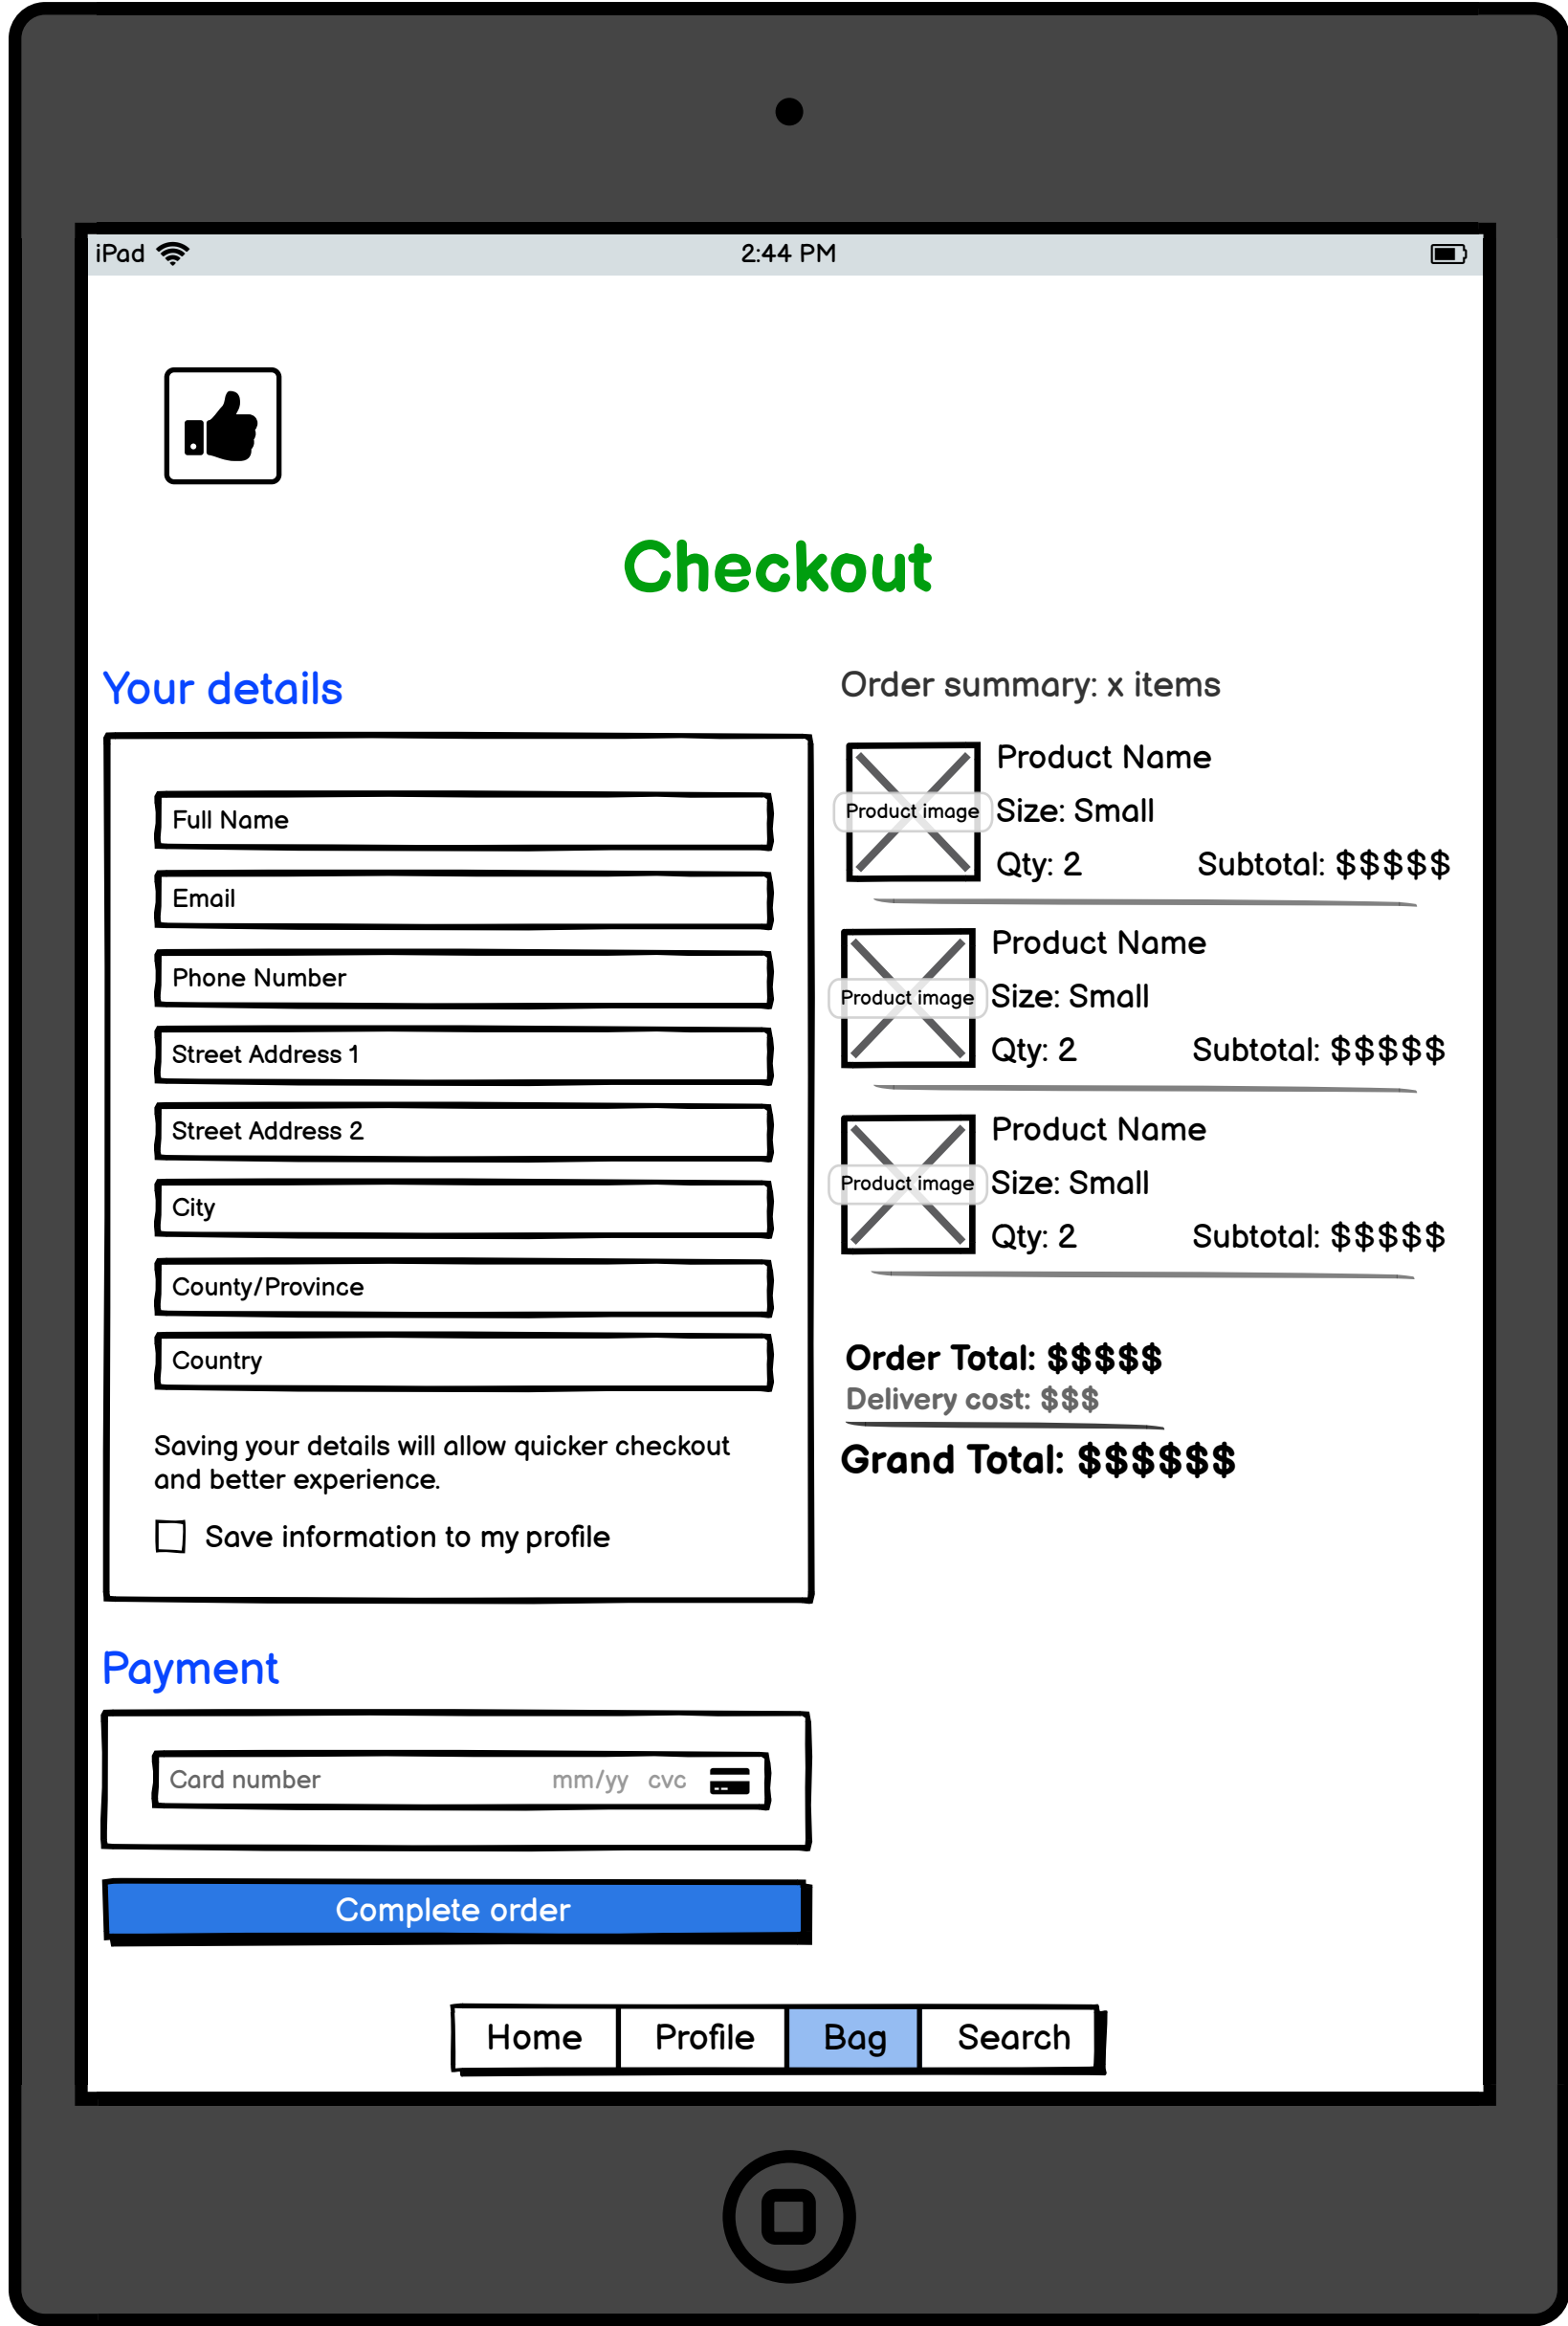 iPad
2:44 PM
Checkout
Your details
Full Name
Email
Phone Number
Street Address 1
Street Address 2
City
County/Province
Country
Saving your details will allow quicker checkout
and better experience.
Save information to my profile
Payment
Card number mm/yy cvc
Complete order
Order summary: x items
Product image
Product Name
Size: Small
Qty: 2 Subtotal: $$$$$
Product image
Product Name
Size: Small
Qty: 2 Subtotal: $$$$$
Product image
Product Name
Size: Small
Qty: 2 Subtotal: $$$$$
Order Total: $$$$$
Delivery cost: $$$
Grand Total: $$$$$$
Home Profile Bag Search